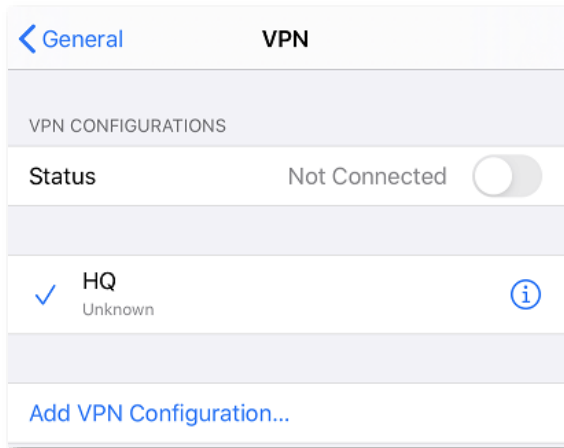 General
VPN
VPN CONFIGURATIONS
Status Not Connected
HQ
Unknown
Add VPN Configuration...